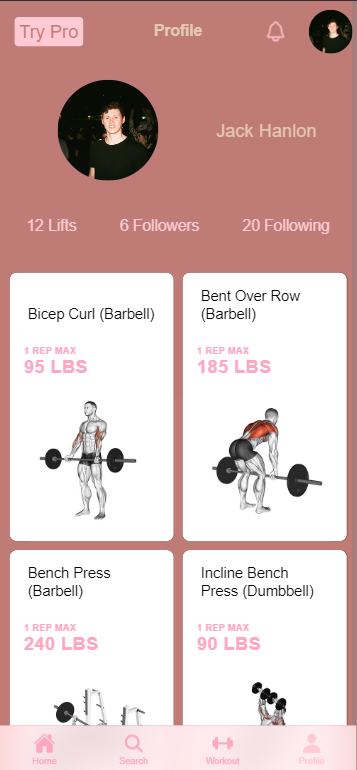 Try Pro
Profile
Jack Hanlon
12 Lifts
6 Followers
20 Following
Bicep Curl (Barbell)
1 REP MAX
95 LBS
Bent Over Row
(Barbell)
1 REP MAX
185 LBS
Bench Press
(Barbell)
1 REP MAX
240 LBS
Incline Bench
Press (Dumbbell)
1 REP MAX
90 LBS
Home
Search
Workout
Profile